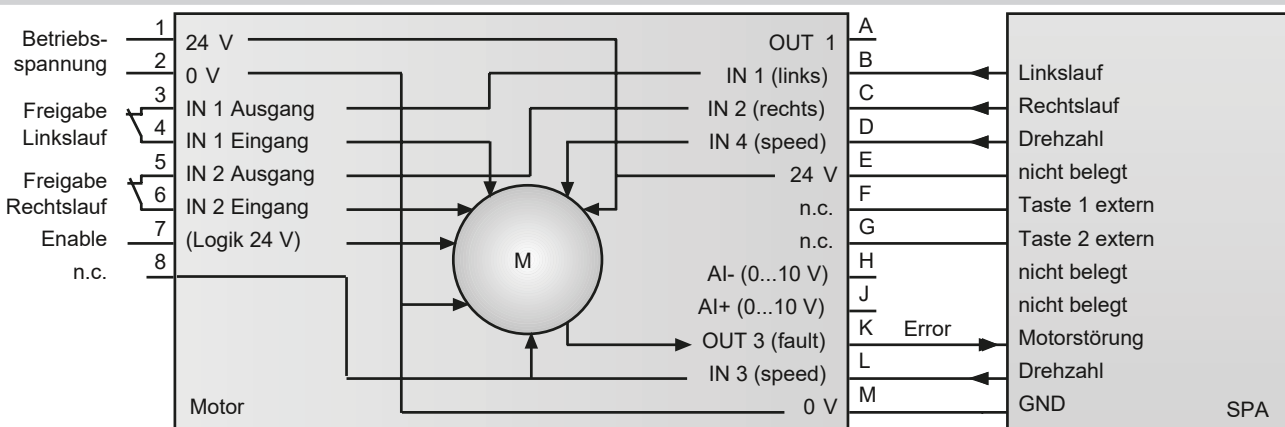 Betriebs-
spannung
Freigabe
Linkslauf
Freigabe
Rechtslauf
Enable
n.c.
1
2
3
4
5
6
7
8
24 V
0 V
IN 1 Ausgang
IN 1 Eingang
IN 2 Ausgang
IN 2 Eingang
(Logik 24 V)
Motor
M
OUT 1
IN 1 (links)
IN 2 (rechts)
IN 4 (speed)
24 V
n.c.
n.c.
AI- (0...10 V)
AI+ (0...10 V)
OUT 3 (fault)
IN 3 (speed)
0 V
A
B
C
D
E
F
G
H
J
K
L
M
Error
Linkslauf
Rechtslauf
Drehzahl
nicht belegt
Taste 1 extern
Taste 2 extern
nicht belegt
nicht belegt
Motorstörung
Drehzahl
GND
SPA